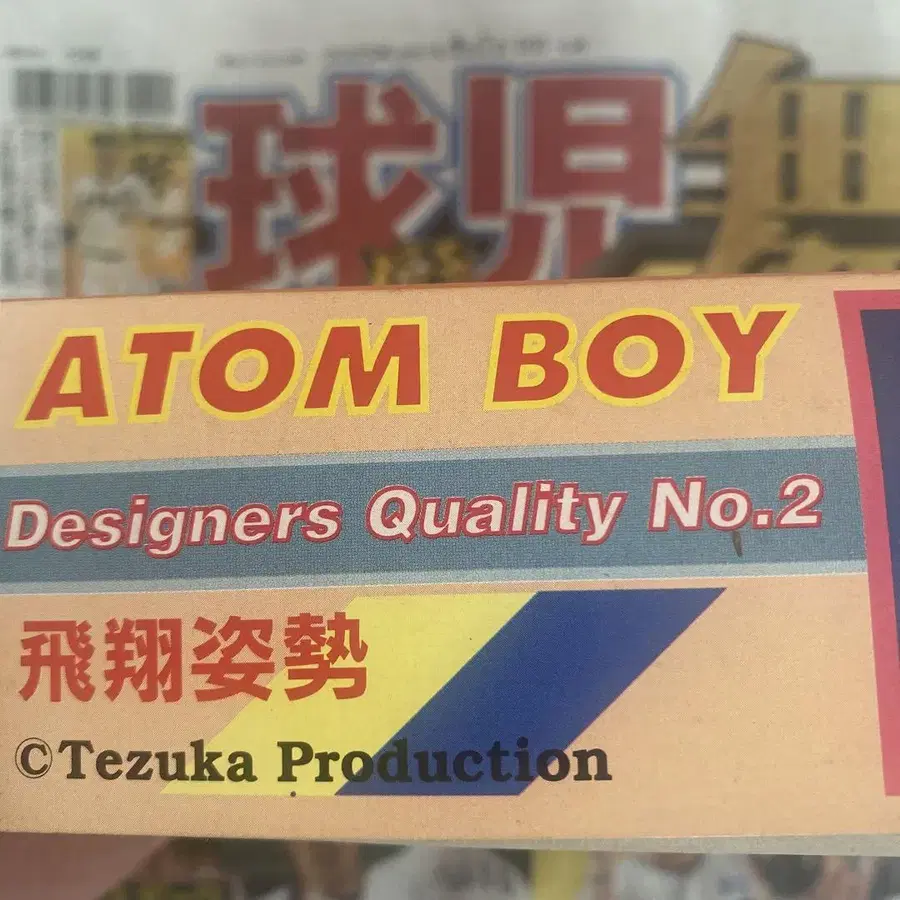 球児
ATOM BOY
Designers Quality No.2
飛翔姿勢
©Tezuka Production